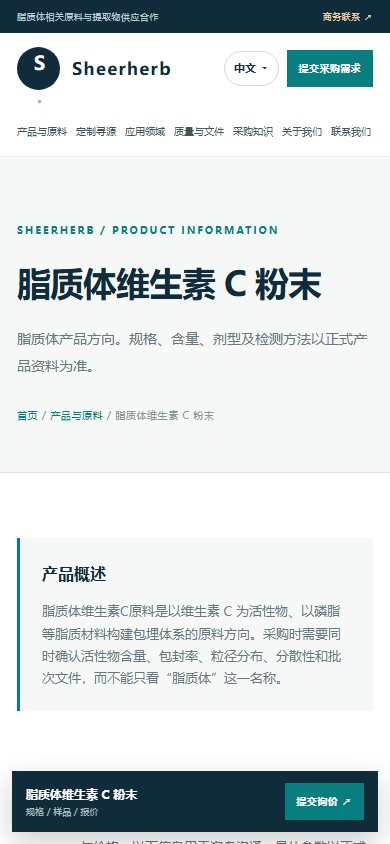 脂质体相关原料与提取物供应合作
商务联系 ↗
S
Sheerherb
中文
提交采购需求
产品与原料 定制寻源 应用领域 质量与文件 采购知识 关于我们 联系我们
SHEERHERB / PRODUCT INFORMATION
脂质体维生素 C 粉末
脂质体产品方向。规格、含量、剂型及检测方法以正式产
品资料为准。
首页 / 产品与原料 / 脂质体维生素 C 粉末
产品概述
脂质体维生素C原料是以维生素 C 为活性物、以磷脂
等脂质材料构建包埋体系的原料方向。采购时需要同
时确认活性物含量、包封率、粒径分布、分散性和批
次文件，而不能只看“脂质体”这一名称。
脂质体维生素 C 粉末
规格 / 样品 / 报价
提交询价 ↗